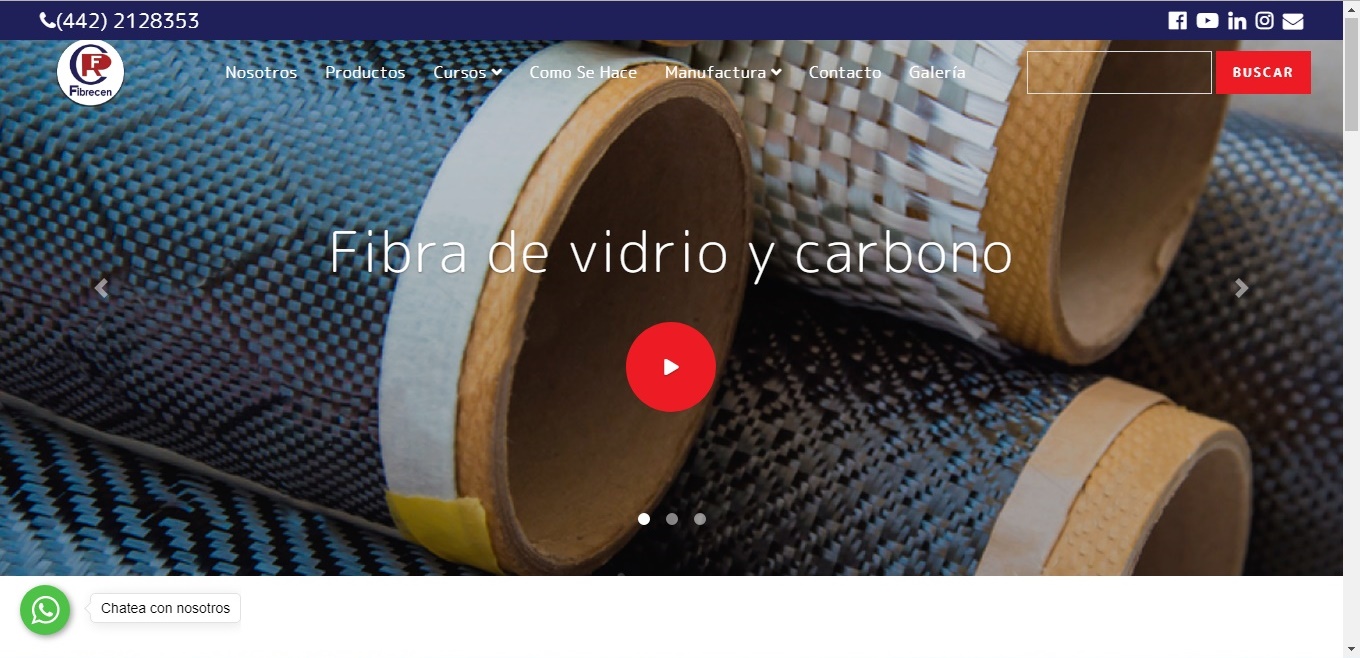 (442) 2128353
FP
Fibrecen
Nosotros Productos Cursos Como Se Hace Manufactura Contacto Galería
BUSCAR
Fibra de vidrio y carbono
Chatea con nosotros